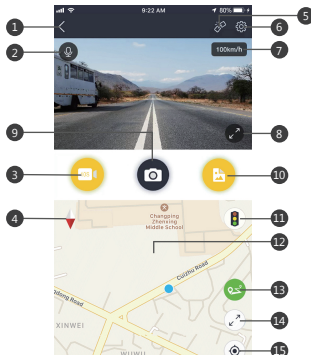 9:22 AM
80%
5
1
6
2
100km/h
7
9
8
3
10
4
Changping
Zhenxing
Middle School
11
12
Cuizhu Road
13
XINWEI
14
WUWU
15